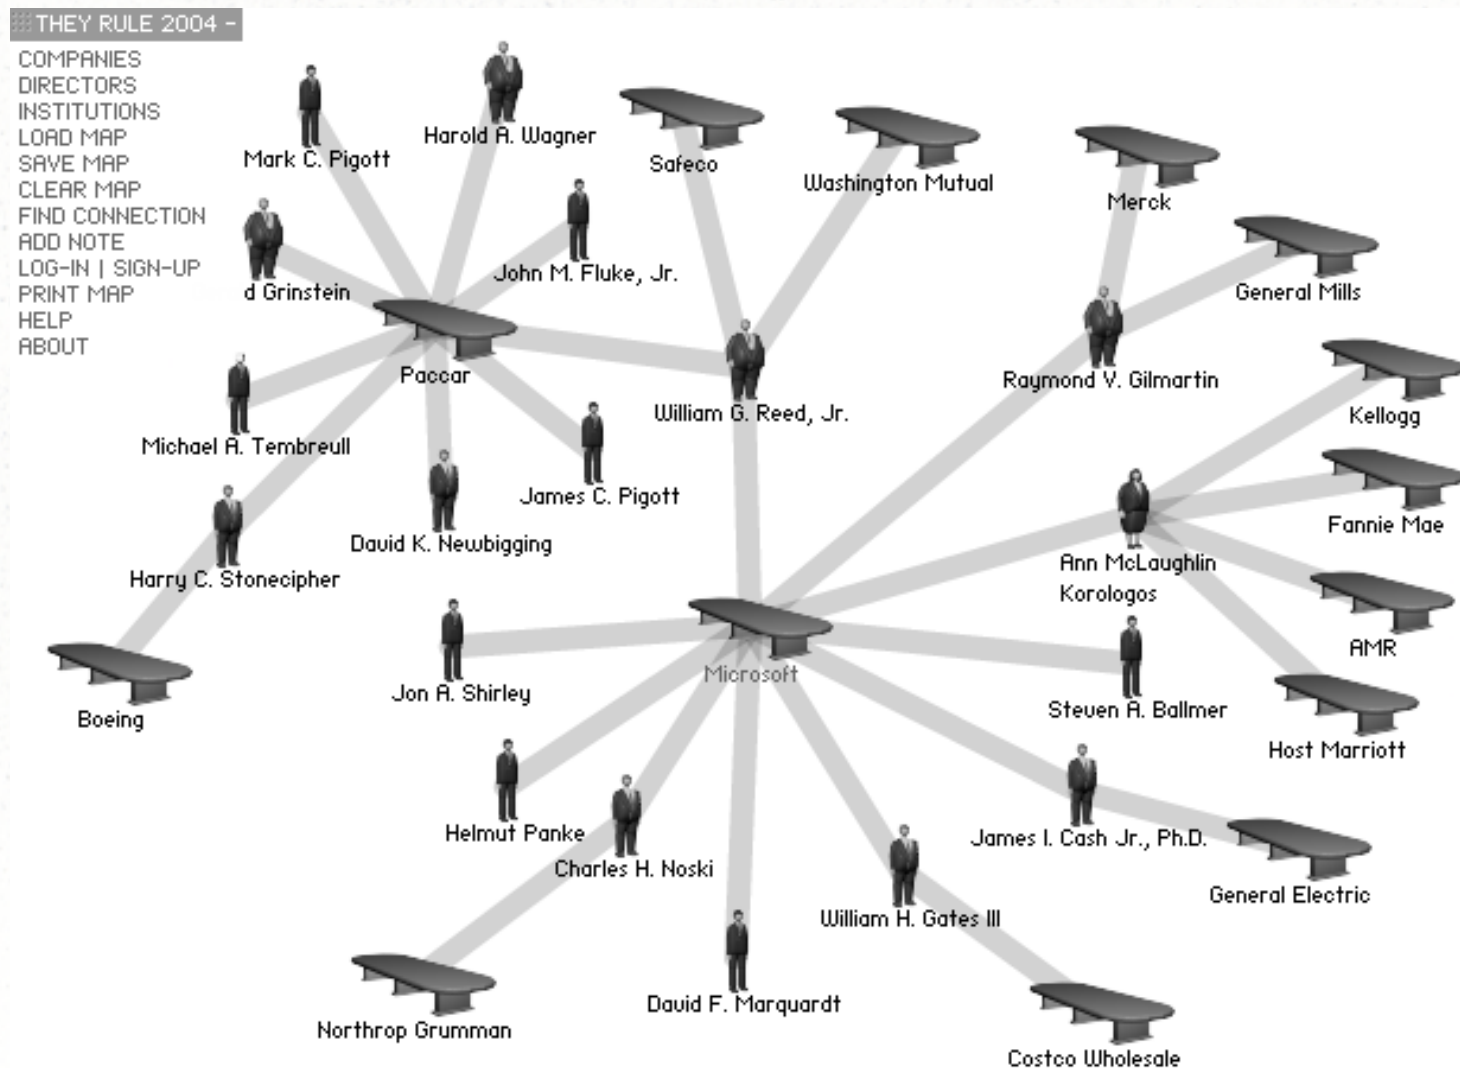 THEY RULE 2004 -
COMPANIES
DIRECTORS
INSTITUTIONS
LOAD MAP
SAVE MAP
CLEAR MAP
FIND CONNECTION
ADD NOTE
LOG-IN | SIGN-UP
PRINT MAP
HELP
ABOUT
Mark C. Pigott
Harold A. Wagner
Safeco
Washington Mutual
Merck
John M. Fluke, Jr.
d Grinstein
General Mills
Paccar
Raymond V. Gilmartin
William G. Reed, Jr.
Kellogg
Michael A. Tembreull
James C. Pigott
Fannie Mae
David K. Newbigging
Ann McLaughlin
Korologos
Harry C. Stonecipher
AMR
Microsoft
Jon A. Shirley
Steven A. Ballmer
Boeing
Host Marriott
Helmut Panke
James I. Cash Jr., Ph.D.
Charles H. Noski
General Electric
William H. Gates III
David F. Marquardt
Northrop Grumman
Costco Wholesale